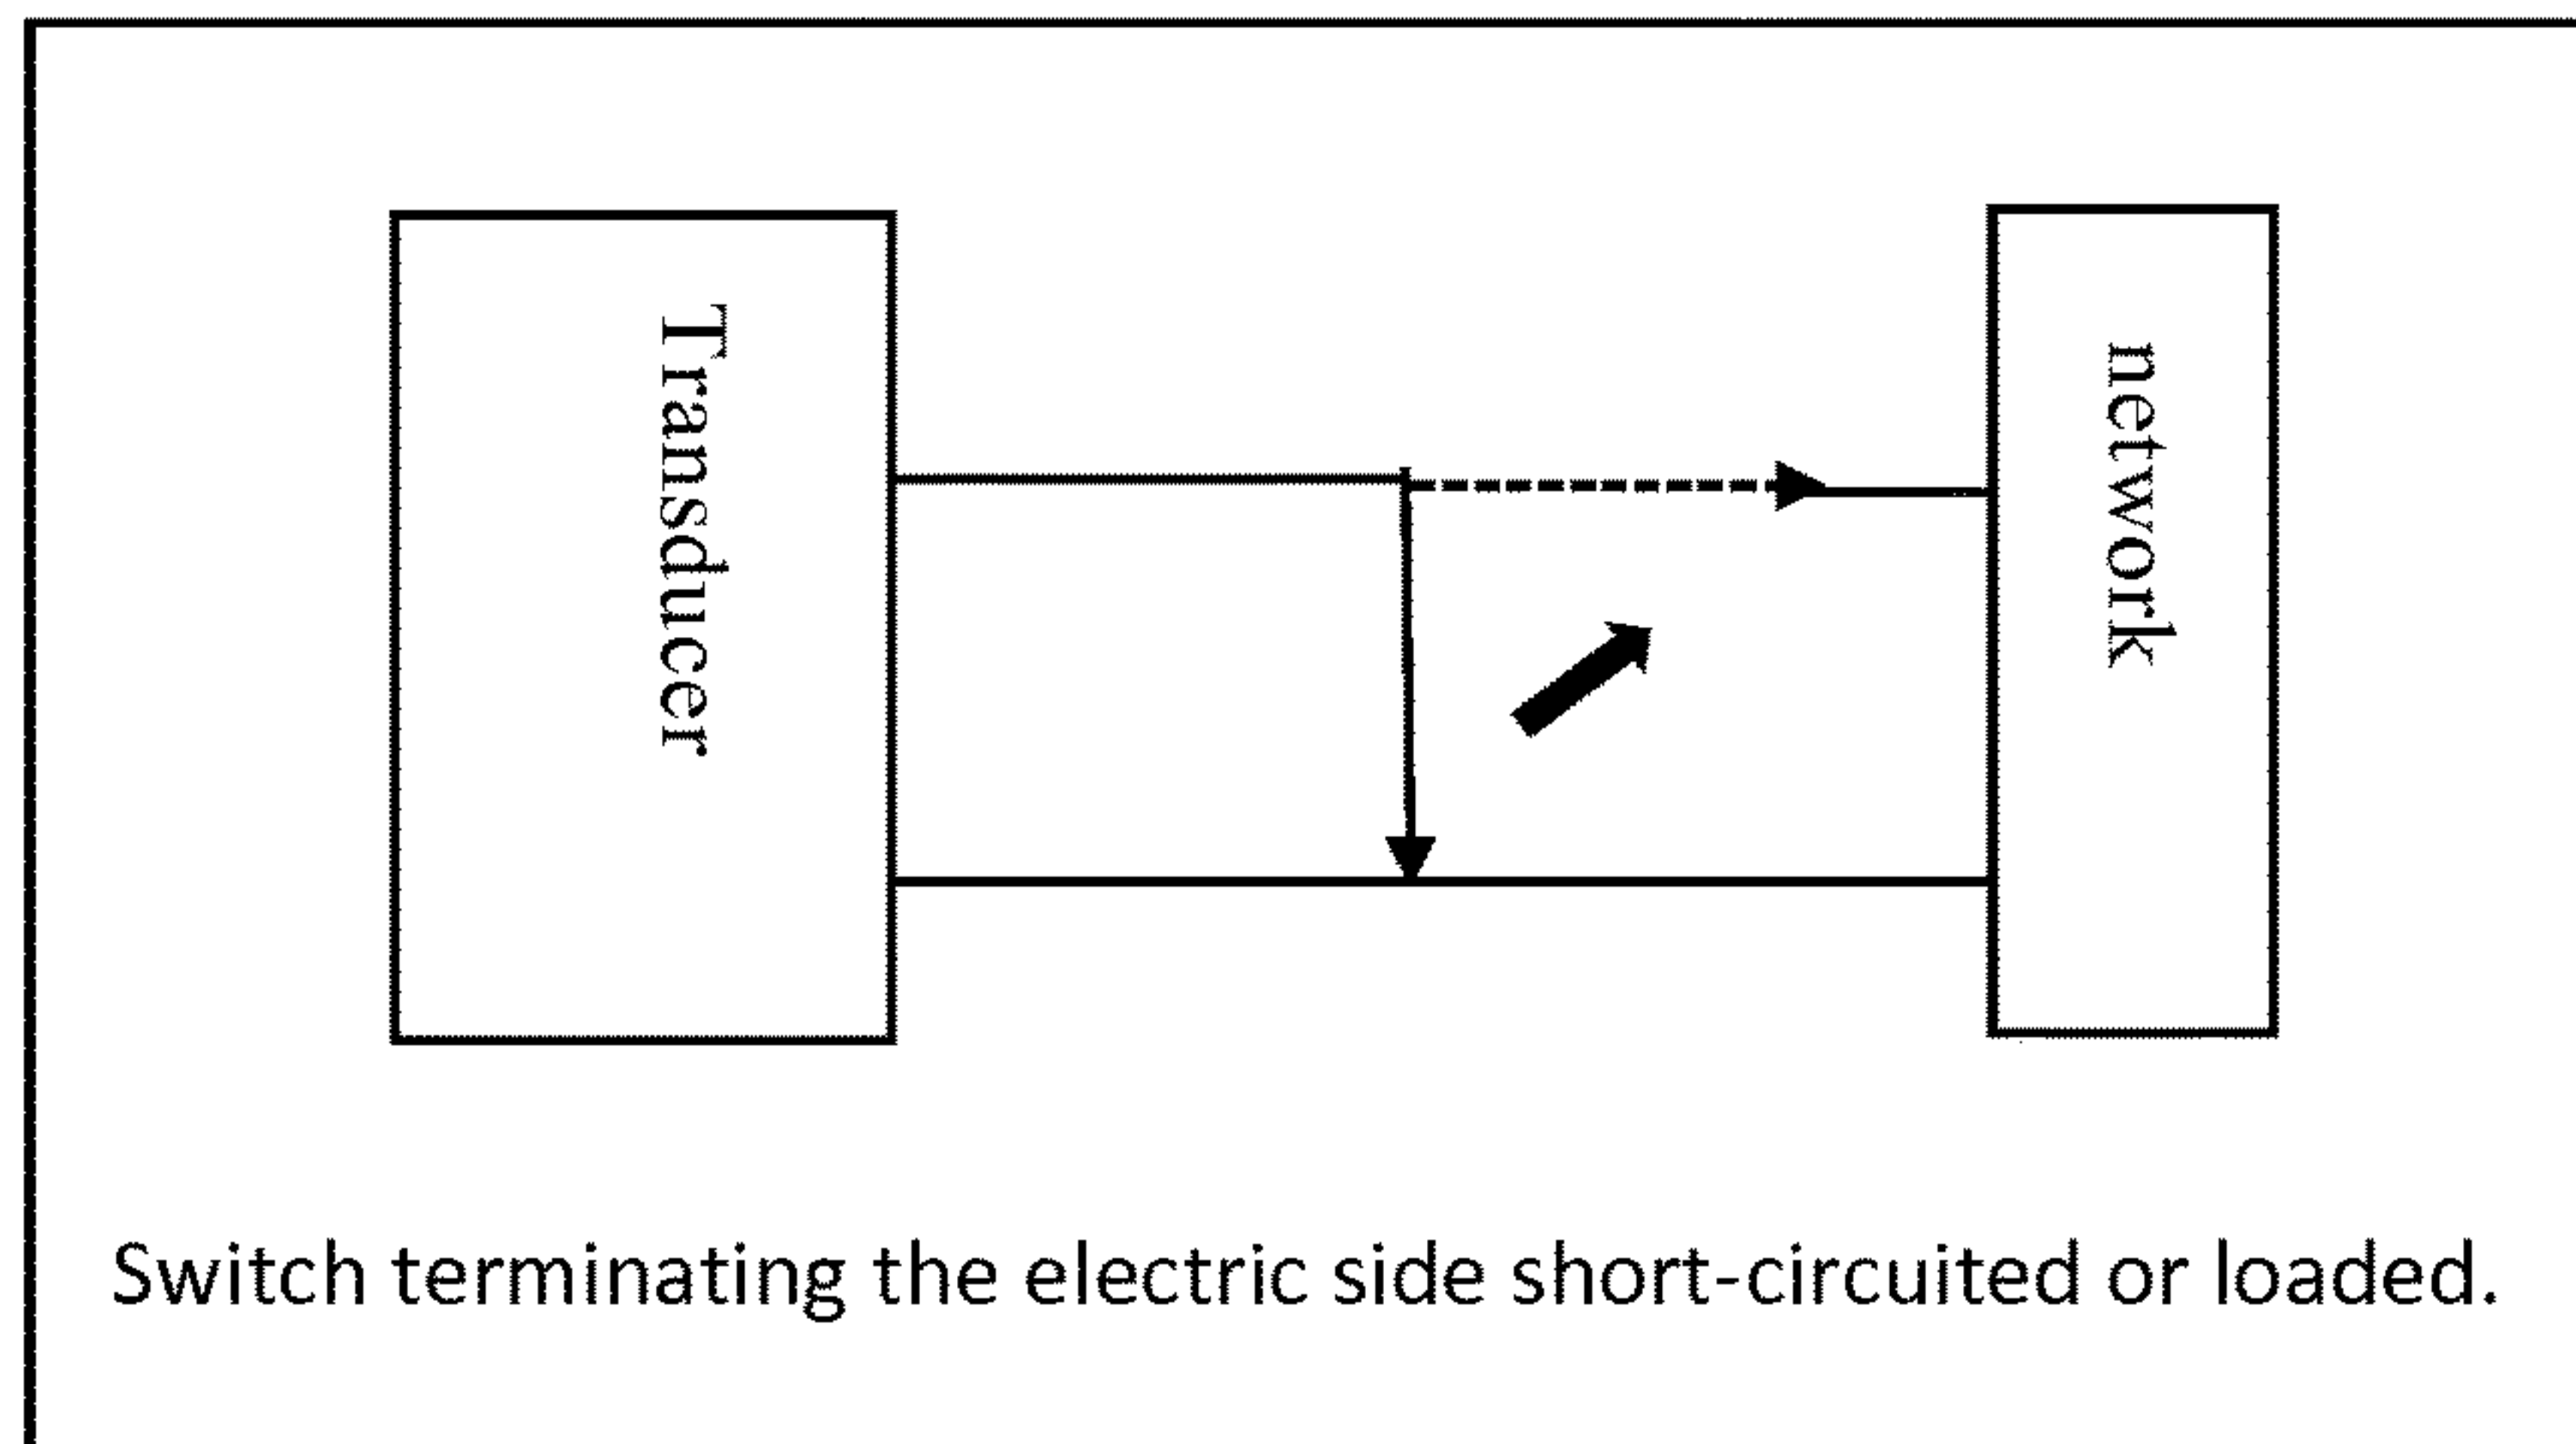 Transducer
network
Switch terminating the electric side short-circuited or loaded.